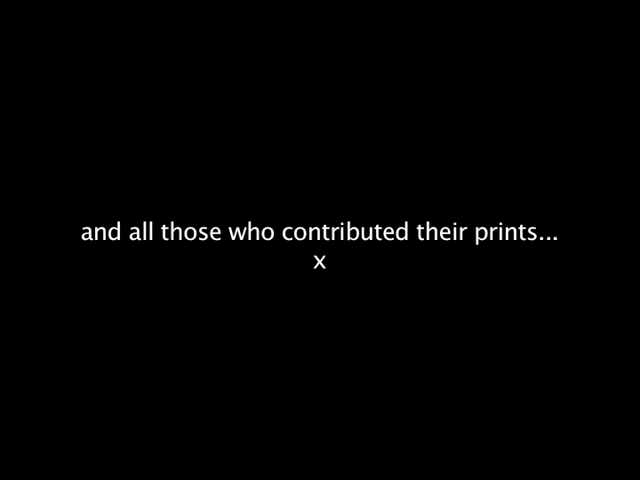 and all those who contributed their prints...
x